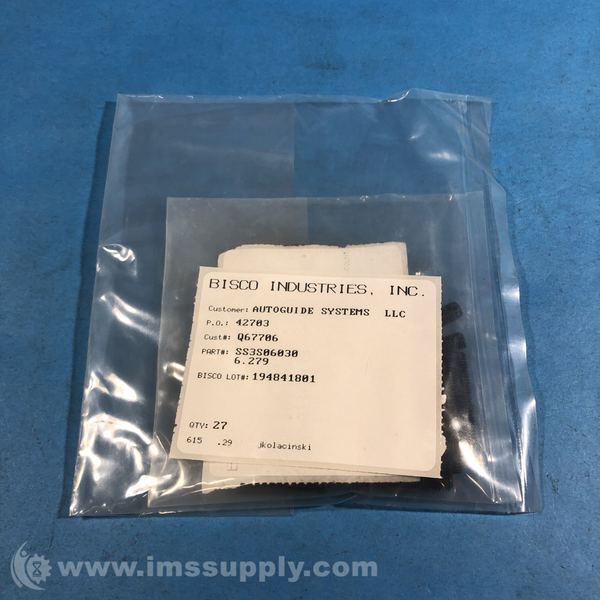 BISCO INDUSTRIES, INC.
Customer: AUTOGUIDE SYSTEMS LLC
P.O.: 42703
Cust#: Q67706
PART#: SS3S06030
6.279
BISCO LOT#: 194841801
QTY: 27
615 .29 jkolacinski
www.imssupply.com